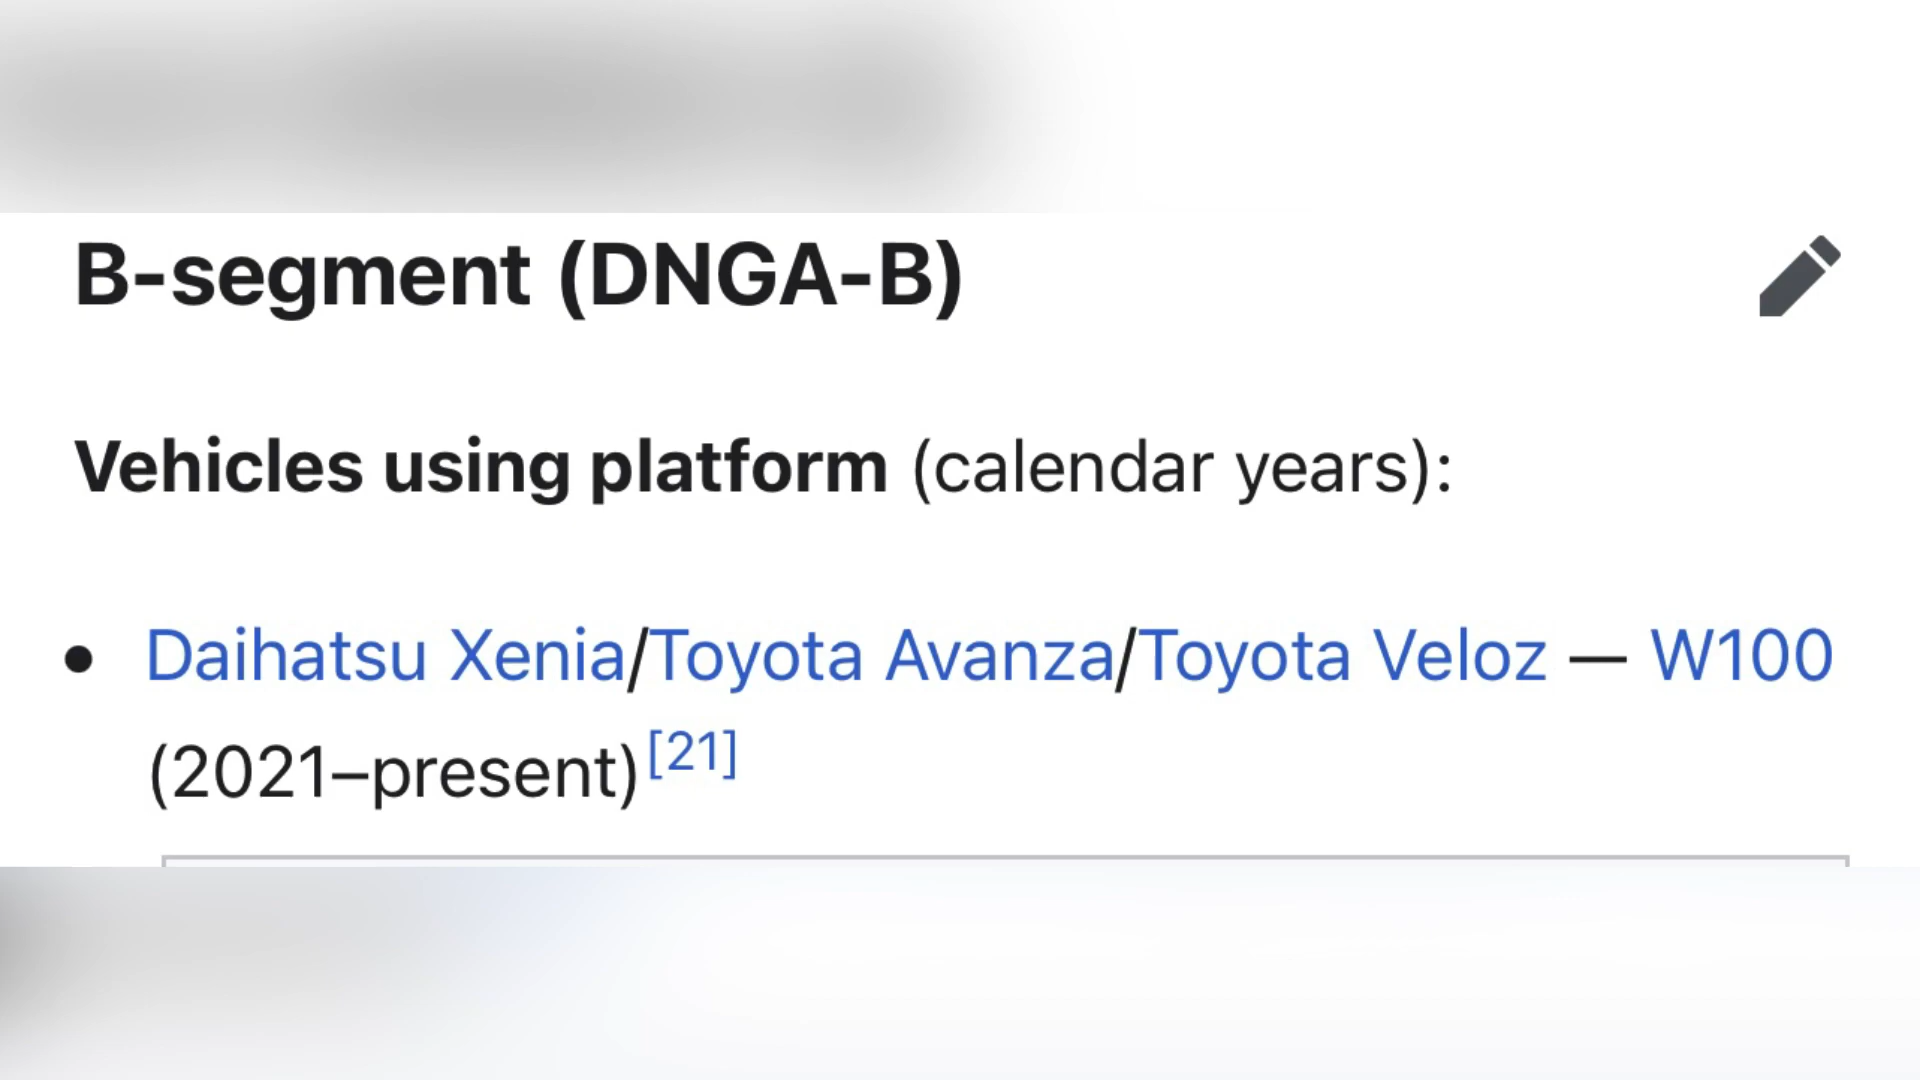 B-segment (DNGA-B)
Vehicles using platform (calendar years):
• Daihatsu Xenia/Toyota Avanza/Toyota Veloz — W100
(2021–present)[21]